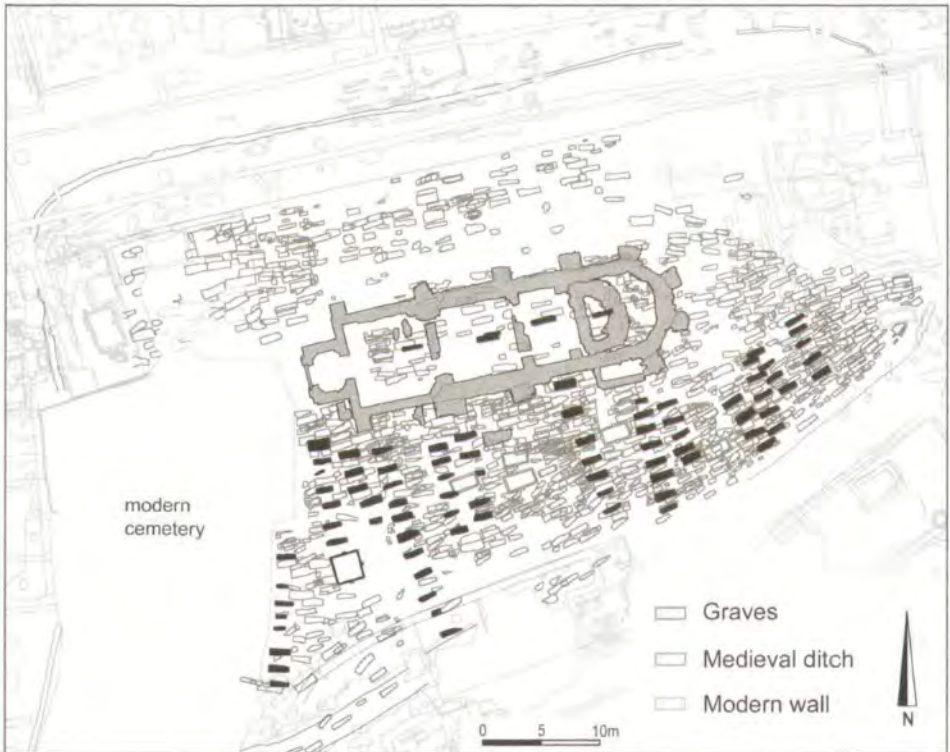 modern
cemetery
Graves
Medieval ditch
Modern wall
0 5 10m
N